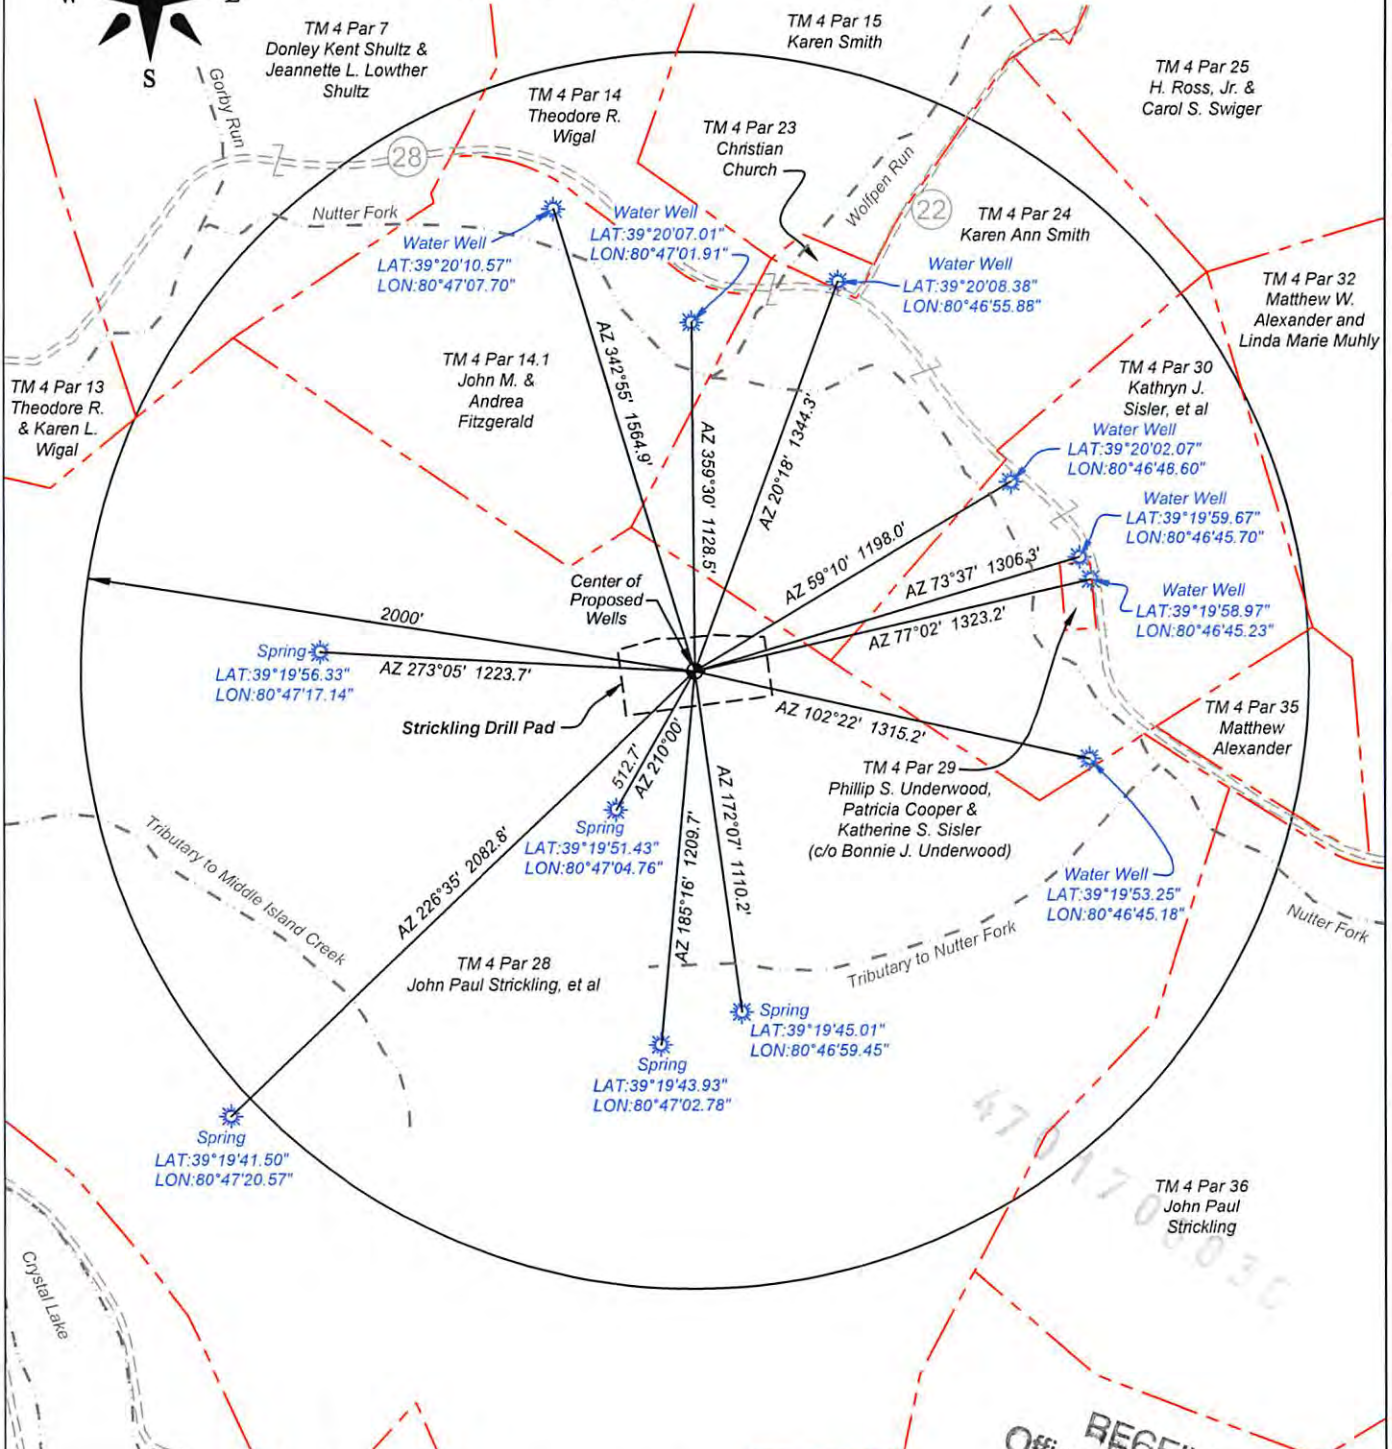 S
TM 4 Par 7
Donley Kent Shultz &
Jeannette L. Lowther
Shultz
TM 4 Par 15
Karen Smith
TM 4 Par 25
H. Ross, Jr. &
Carol S. Swiger
Gorby Run
TM 4 Par 14
Theodore R.
Wigal
TM 4 Par 23
Christian
Church
28
Wolfpen Run
22
TM 4 Par 24
Karen Ann Smith
Nutter Fork
Water Well
LAT:39°20'10.57"
LON:80°47'07.70"
Water Well
LAT:39°20'07.01"
LON:80°47'01.91"
Water Well
LAT:39°20'08.38"
LON:80°46'55.88"
TM 4 Par 32
Matthew W.
Alexander and
Linda Marie Muhly
TM 4 Par 13
Theodore R.
& Karen L.
Wigal
TM 4 Par 14.1
John M. &
Andrea
Fitzgerald
AZ 342°55' 1564.9'
AZ 359°30' 1128.5'
AZ 20°18' 1344.3'
TM 4 Par 30
Kathryn J.
Sisler, et al
Water Well
LAT:39°20'02.07"
LON:80°46'48.60"
Water Well
LAT:39°19'59.67"
LON:80°46'45.70"
AZ 59°10' 1198.0'
AZ 73°37' 1306.3'
AZ 77°02' 1323.2'
Water Well
LAT:39°19'58.97"
LON:80°46'45.23"
Center of
Proposed
Wells
2000'
Spring
LAT:39°19'56.33"
LON:80°47'17.14"
AZ 273°05' 1223.7'
Strickling Drill Pad
AZ 102°22' 1315.2'
TM 4 Par 35
Matthew
Alexander
TM 4 Par 29
Phillip S. Underwood,
Patricia Cooper &
Katherine S. Sisler
(c/o Bonnie J. Underwood)
512.7'
AZ 210°00'
Spring
LAT:39°19'51.43"
LON:80°47'04.76"
AZ 172°07' 1110.2'
AZ 185°16' 1209.7'
AZ 226°35' 2082.8'
Tributary to Middle Island Creek
Water Well
LAT:39°19'53.25"
LON:80°46'45.18"
Nutter Fork
Tributary to Nutter Fork
TM 4 Par 28
John Paul Strickling, et al
Spring
LAT:39°19'45.01"
LON:80°46'59.45"
Spring
LAT:39°19'43.93"
LON:80°47'02.78"
Spring
LAT:39°19'41.50"
LON:80°47'20.57"
TM 4 Par 36
John Paul
Strickling
Crystal Lake